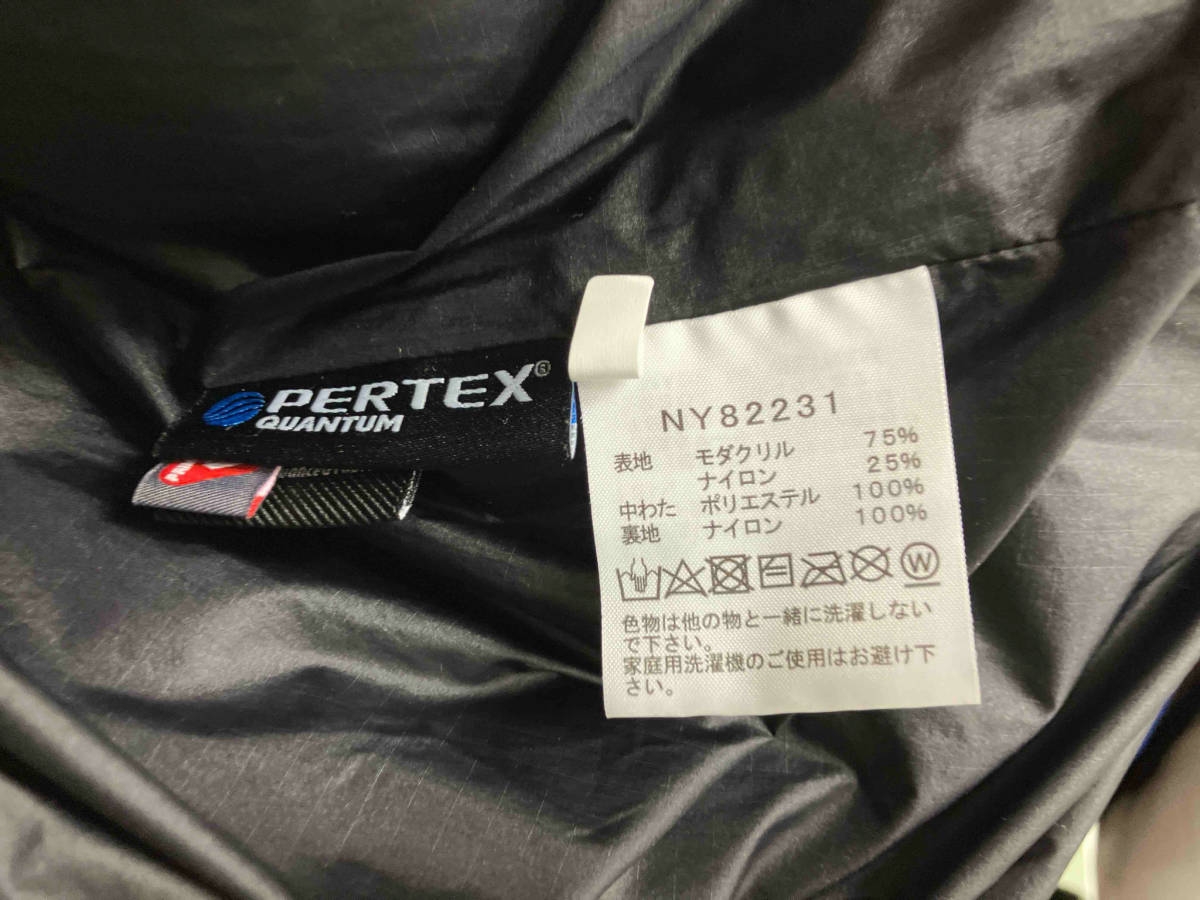 PERTEX®
QUANTUM
NY82231
表地 モダクリル 75%
ナイロン 25%
中わた ポリエステル 100%
裏地 ナイロン 100%
W
色物は他の物と一緒に洗濯しない
で下さい。
家庭用洗濯機のご使用はお避け下
さい。